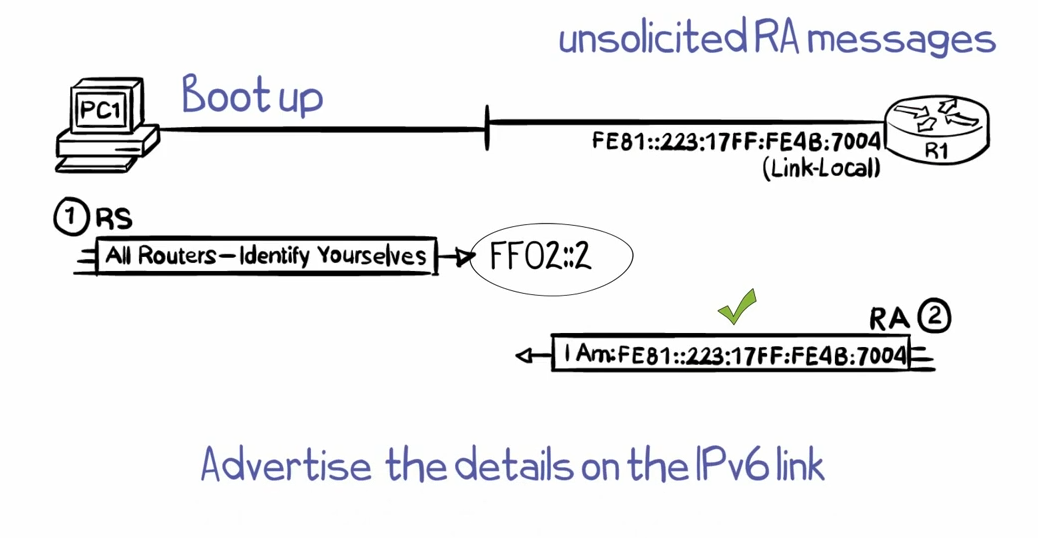 unsolicited RA messages
PC1
Boot up
FE81::223:17FF:FE4B:7004
(Link-Local)
R1
1 RS
All Routers–Identify Yourselves
FF02::2
RA 2
I Am:FE81::223:17FF:FE4B:7004
Advertise the details on the IPv6 link